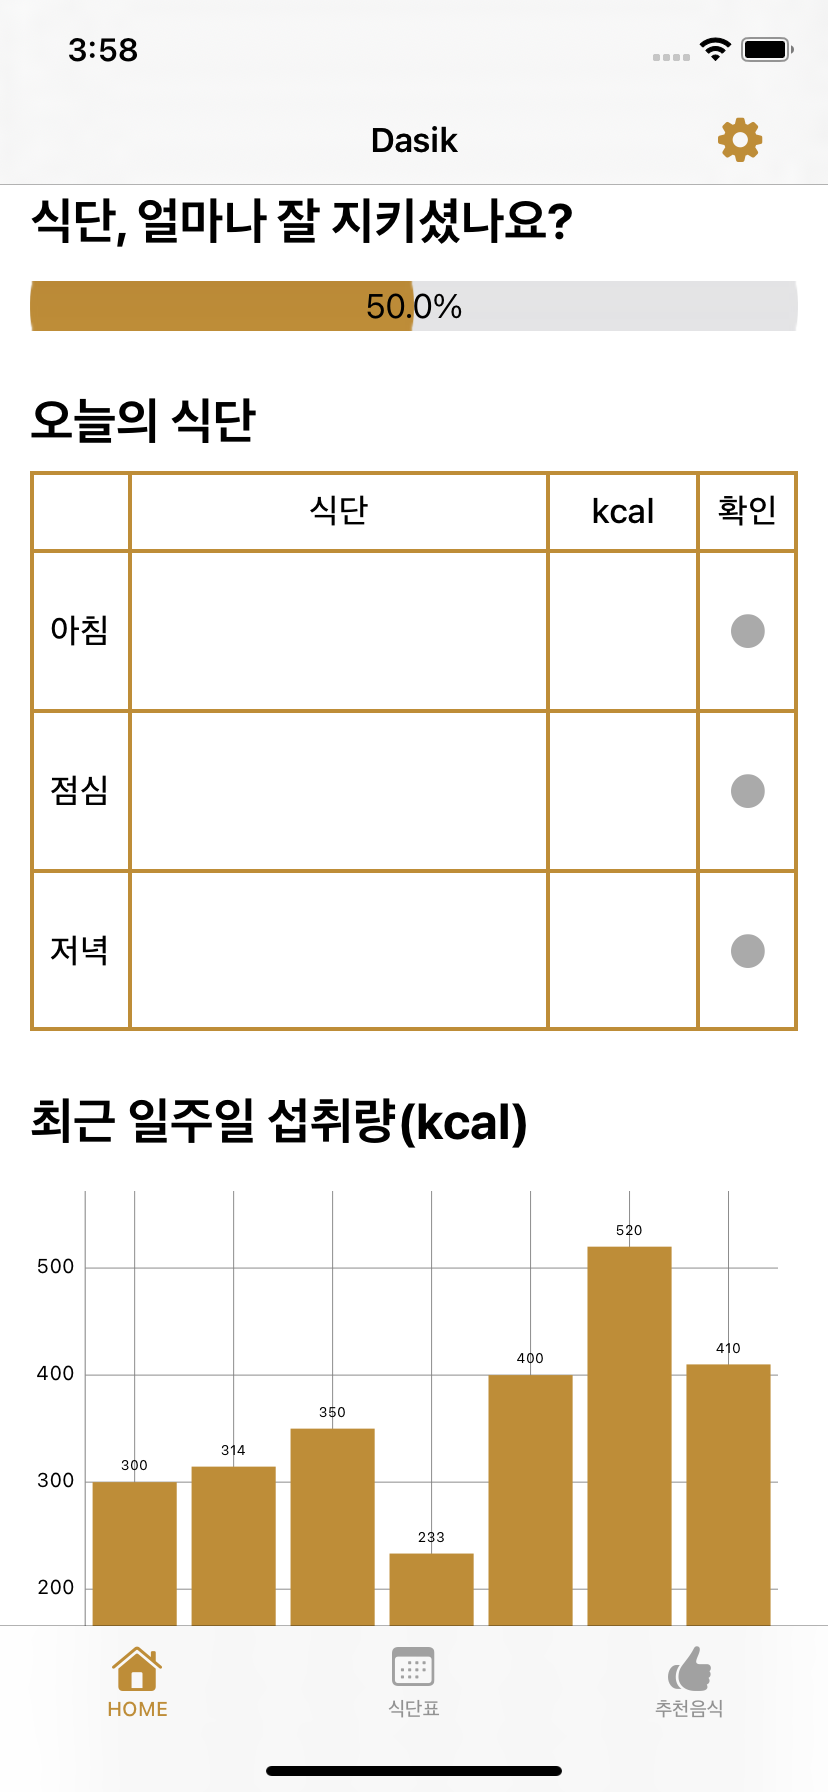 3:58
Dasik
식단, 얼마나 잘 지키셨나요?
50.0%
오늘의 식단
식단 kcal 확인
아침
점심
저녁
최근 일주일 섭취량(kcal)
520
500
410
400
400
350
314
300
300
233
200
HOME 식단표 추천음식